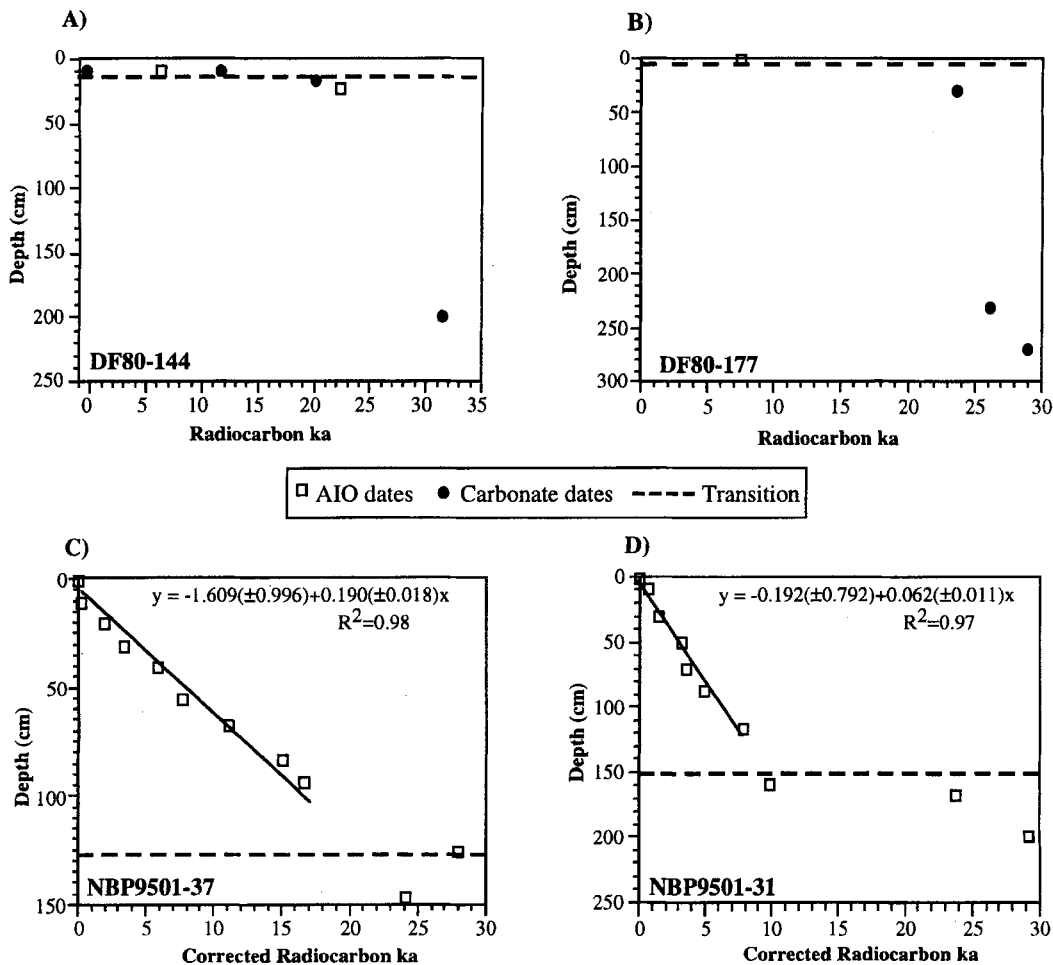 A)
0
50
100
150
200
250
Depth (cm)
DF80-144
0 5 10 15 20 25 30 35
Radiocarbon ka
B)
0
50
100
150
200
250
300
Depth (cm)
DF80-177
0 5 10 15 20 25 30
Radiocarbon ka
AIO dates Carbonate dates Transition
C)
0
50
100
150
Depth (cm)
y = -1.609(±0.996)+0.190(±0.018)x
R²=0.98
NBP9501-37
0 5 10 15 20 25 30
Corrected Radiocarbon ka
D)
0
50
100
150
200
250
Depth (cm)
y = -0.192(±0.792)+0.062(±0.011)x
R²=0.97
NBP9501-31
0 5 10 15 20 25 30
Corrected Radiocarbon ka